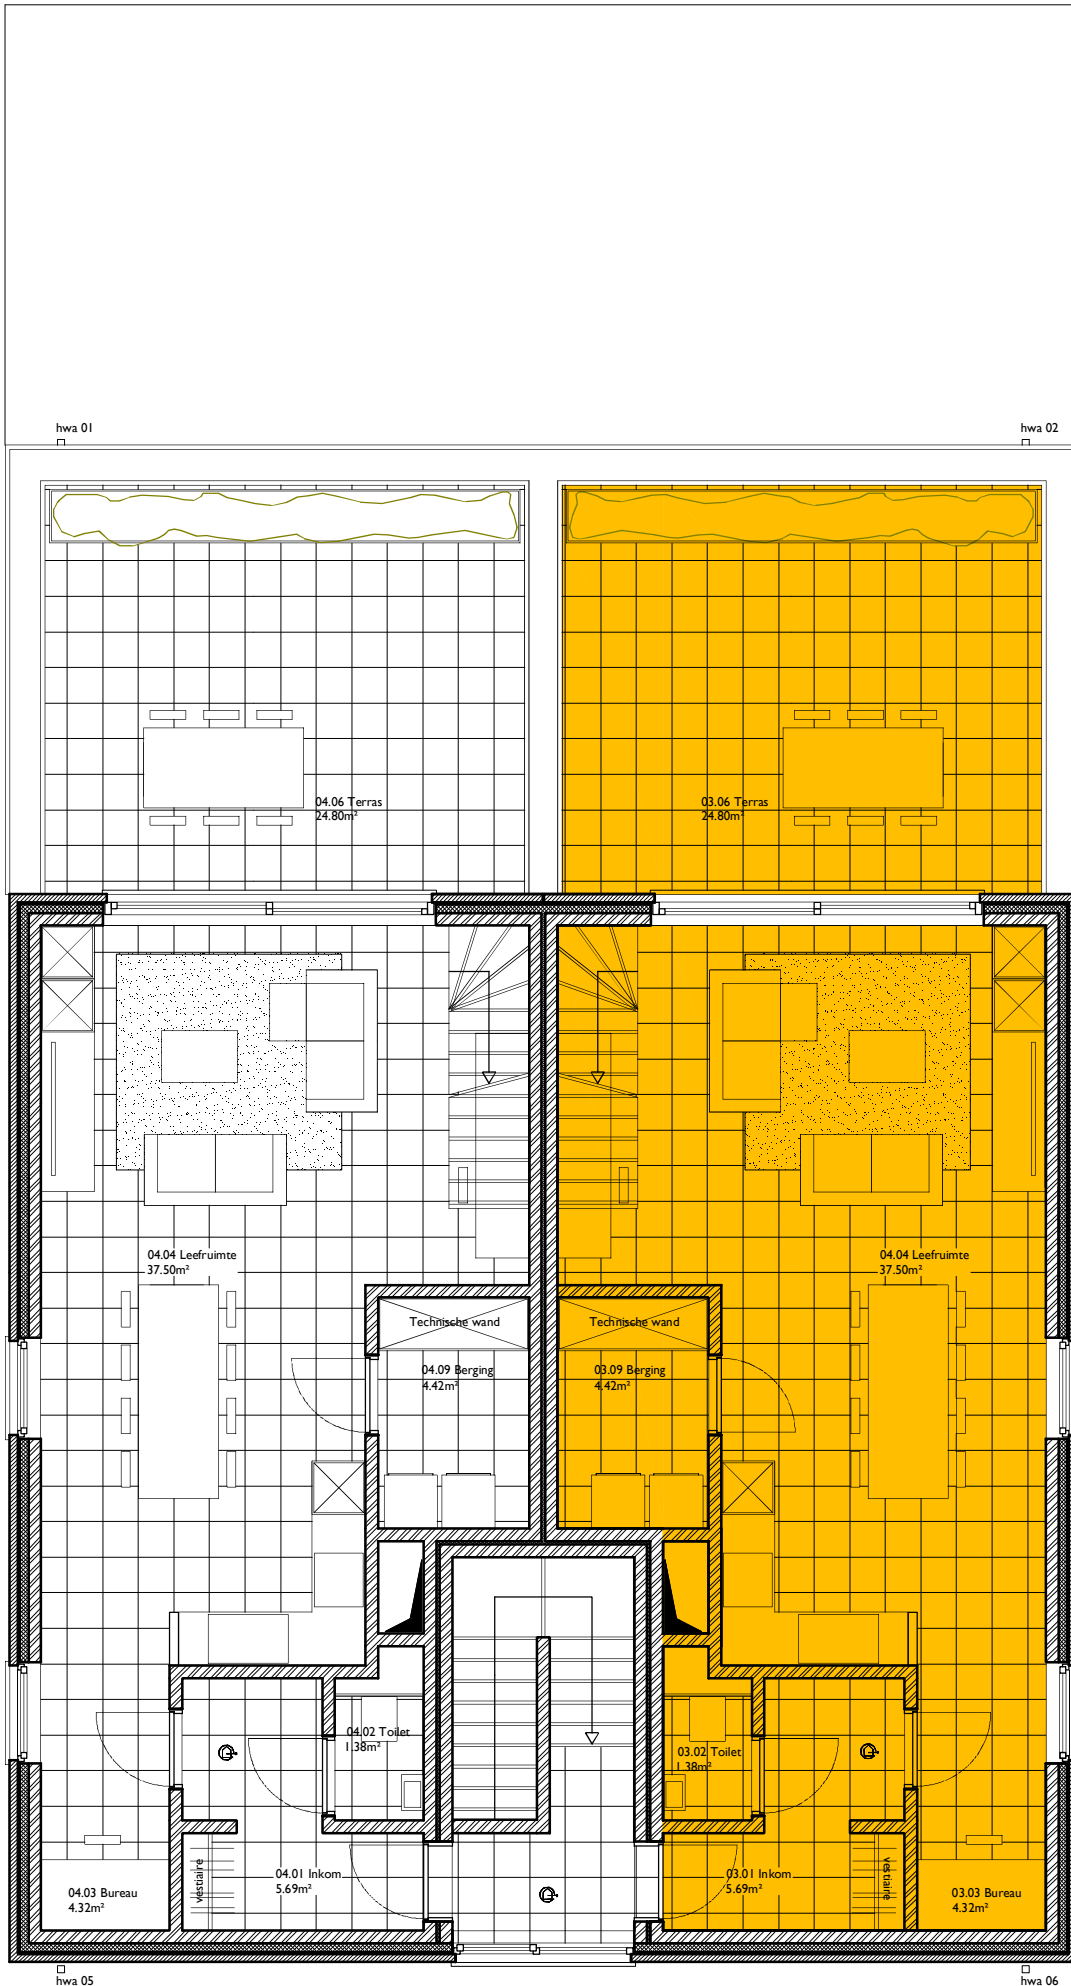 hwa 01
hwa 02
04.06 Terras
24.80m²
03.06 Terras
24.80m²
04.04 Leefruimte
37.50m²
04.04 Leefruimte
37.50m²
Technische wand
Technische wand
04.09 Berging
4.42m²
03.09 Berging
4.42m²
04.02 Toilet
1.38m²
03.02 Toilet
1.38m²
vestiaire
04.01 Inkom
5.69m²
03.01 Inkom
5.69m²
vestiaire
04.03 Bureau
4.32m²
03.03 Bureau
4.32m²
hwa 05
hwa 06